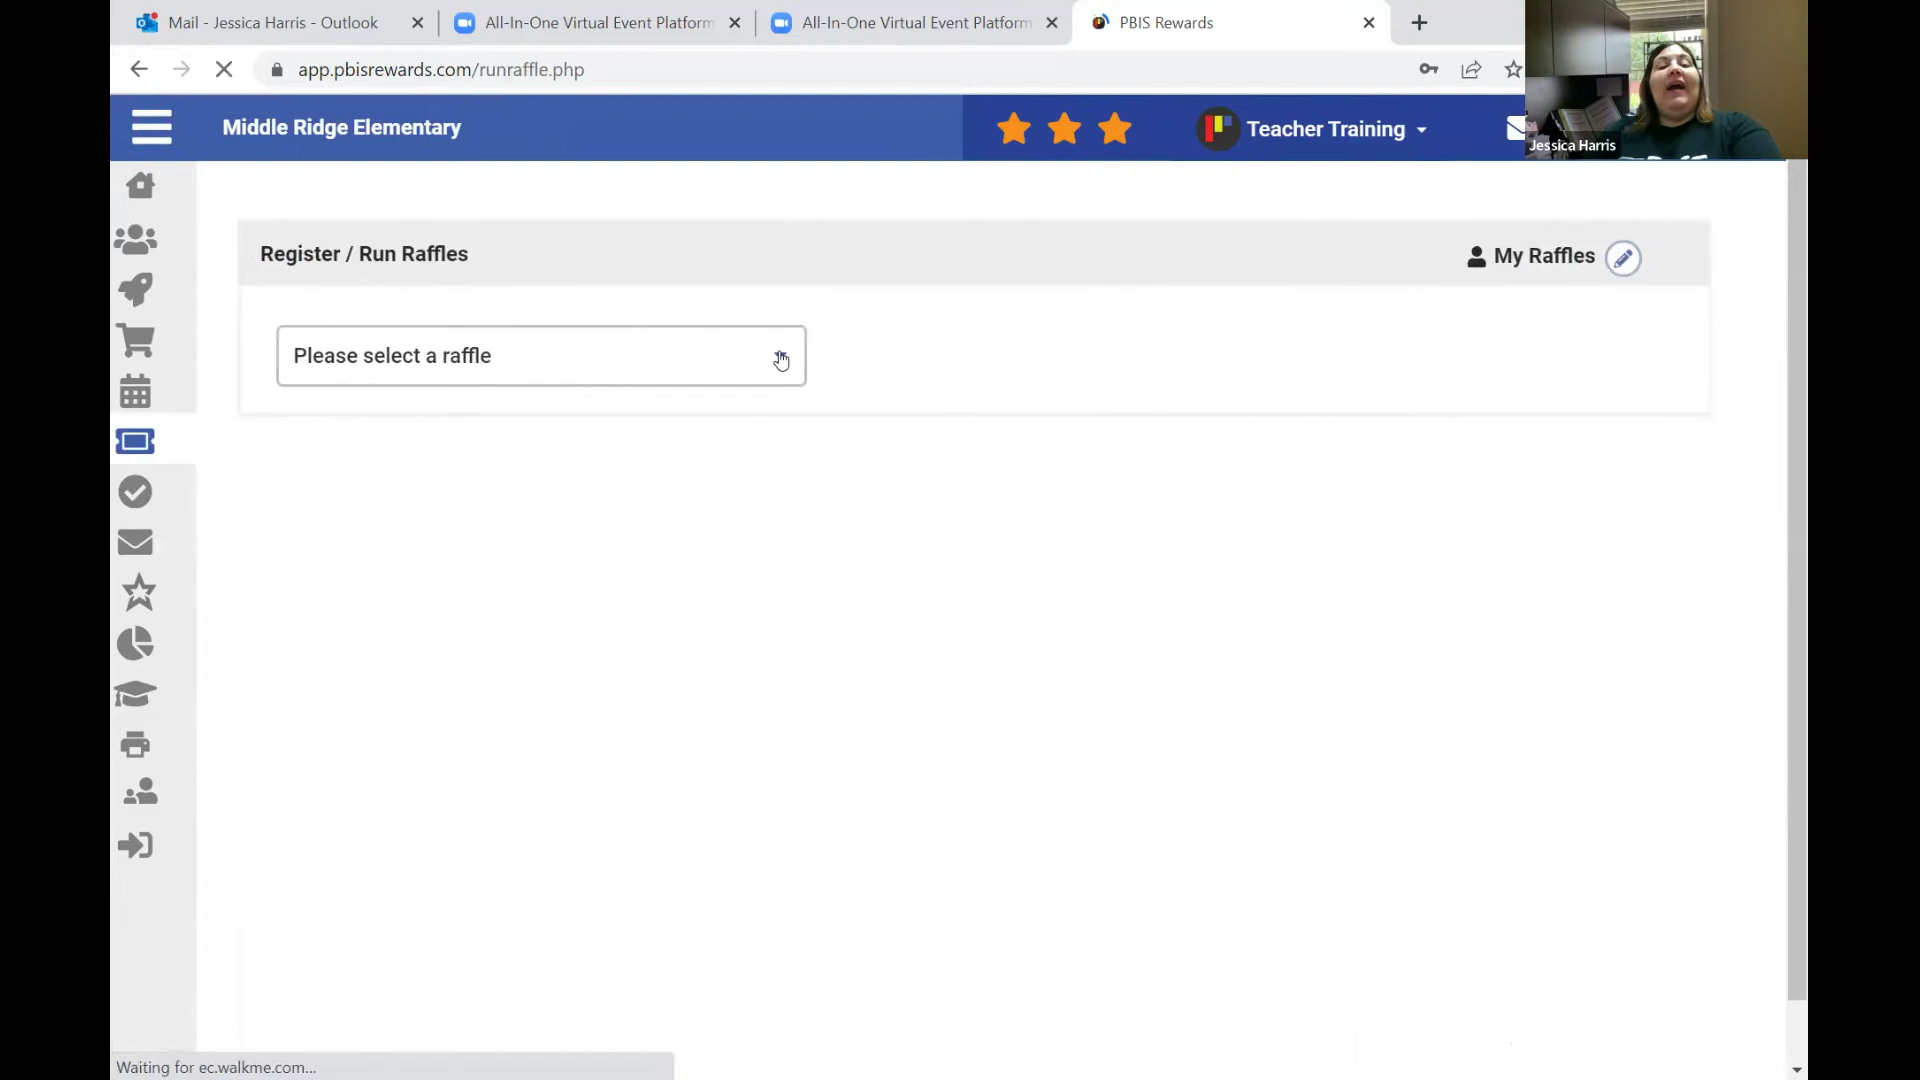 Mail - Jessica Harris - Outlook
All-In-One Virtual Event Platform
All-In-One Virtual Event Platform
PBIS Rewards
app.pbisrewards.com/runraffle.php
Middle Ridge Elementary
Teacher Training
Jessica Harris
Register / Run Raffles
My Raffles
Please select a raffle
Waiting for ec.walkme.com...